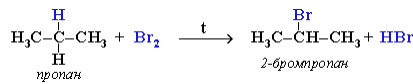 H
Br
t
H₃C–C–CH₃ + Br₂ → H₃C–CH–CH₃ + HBr
H
пропан
2-бромпропан